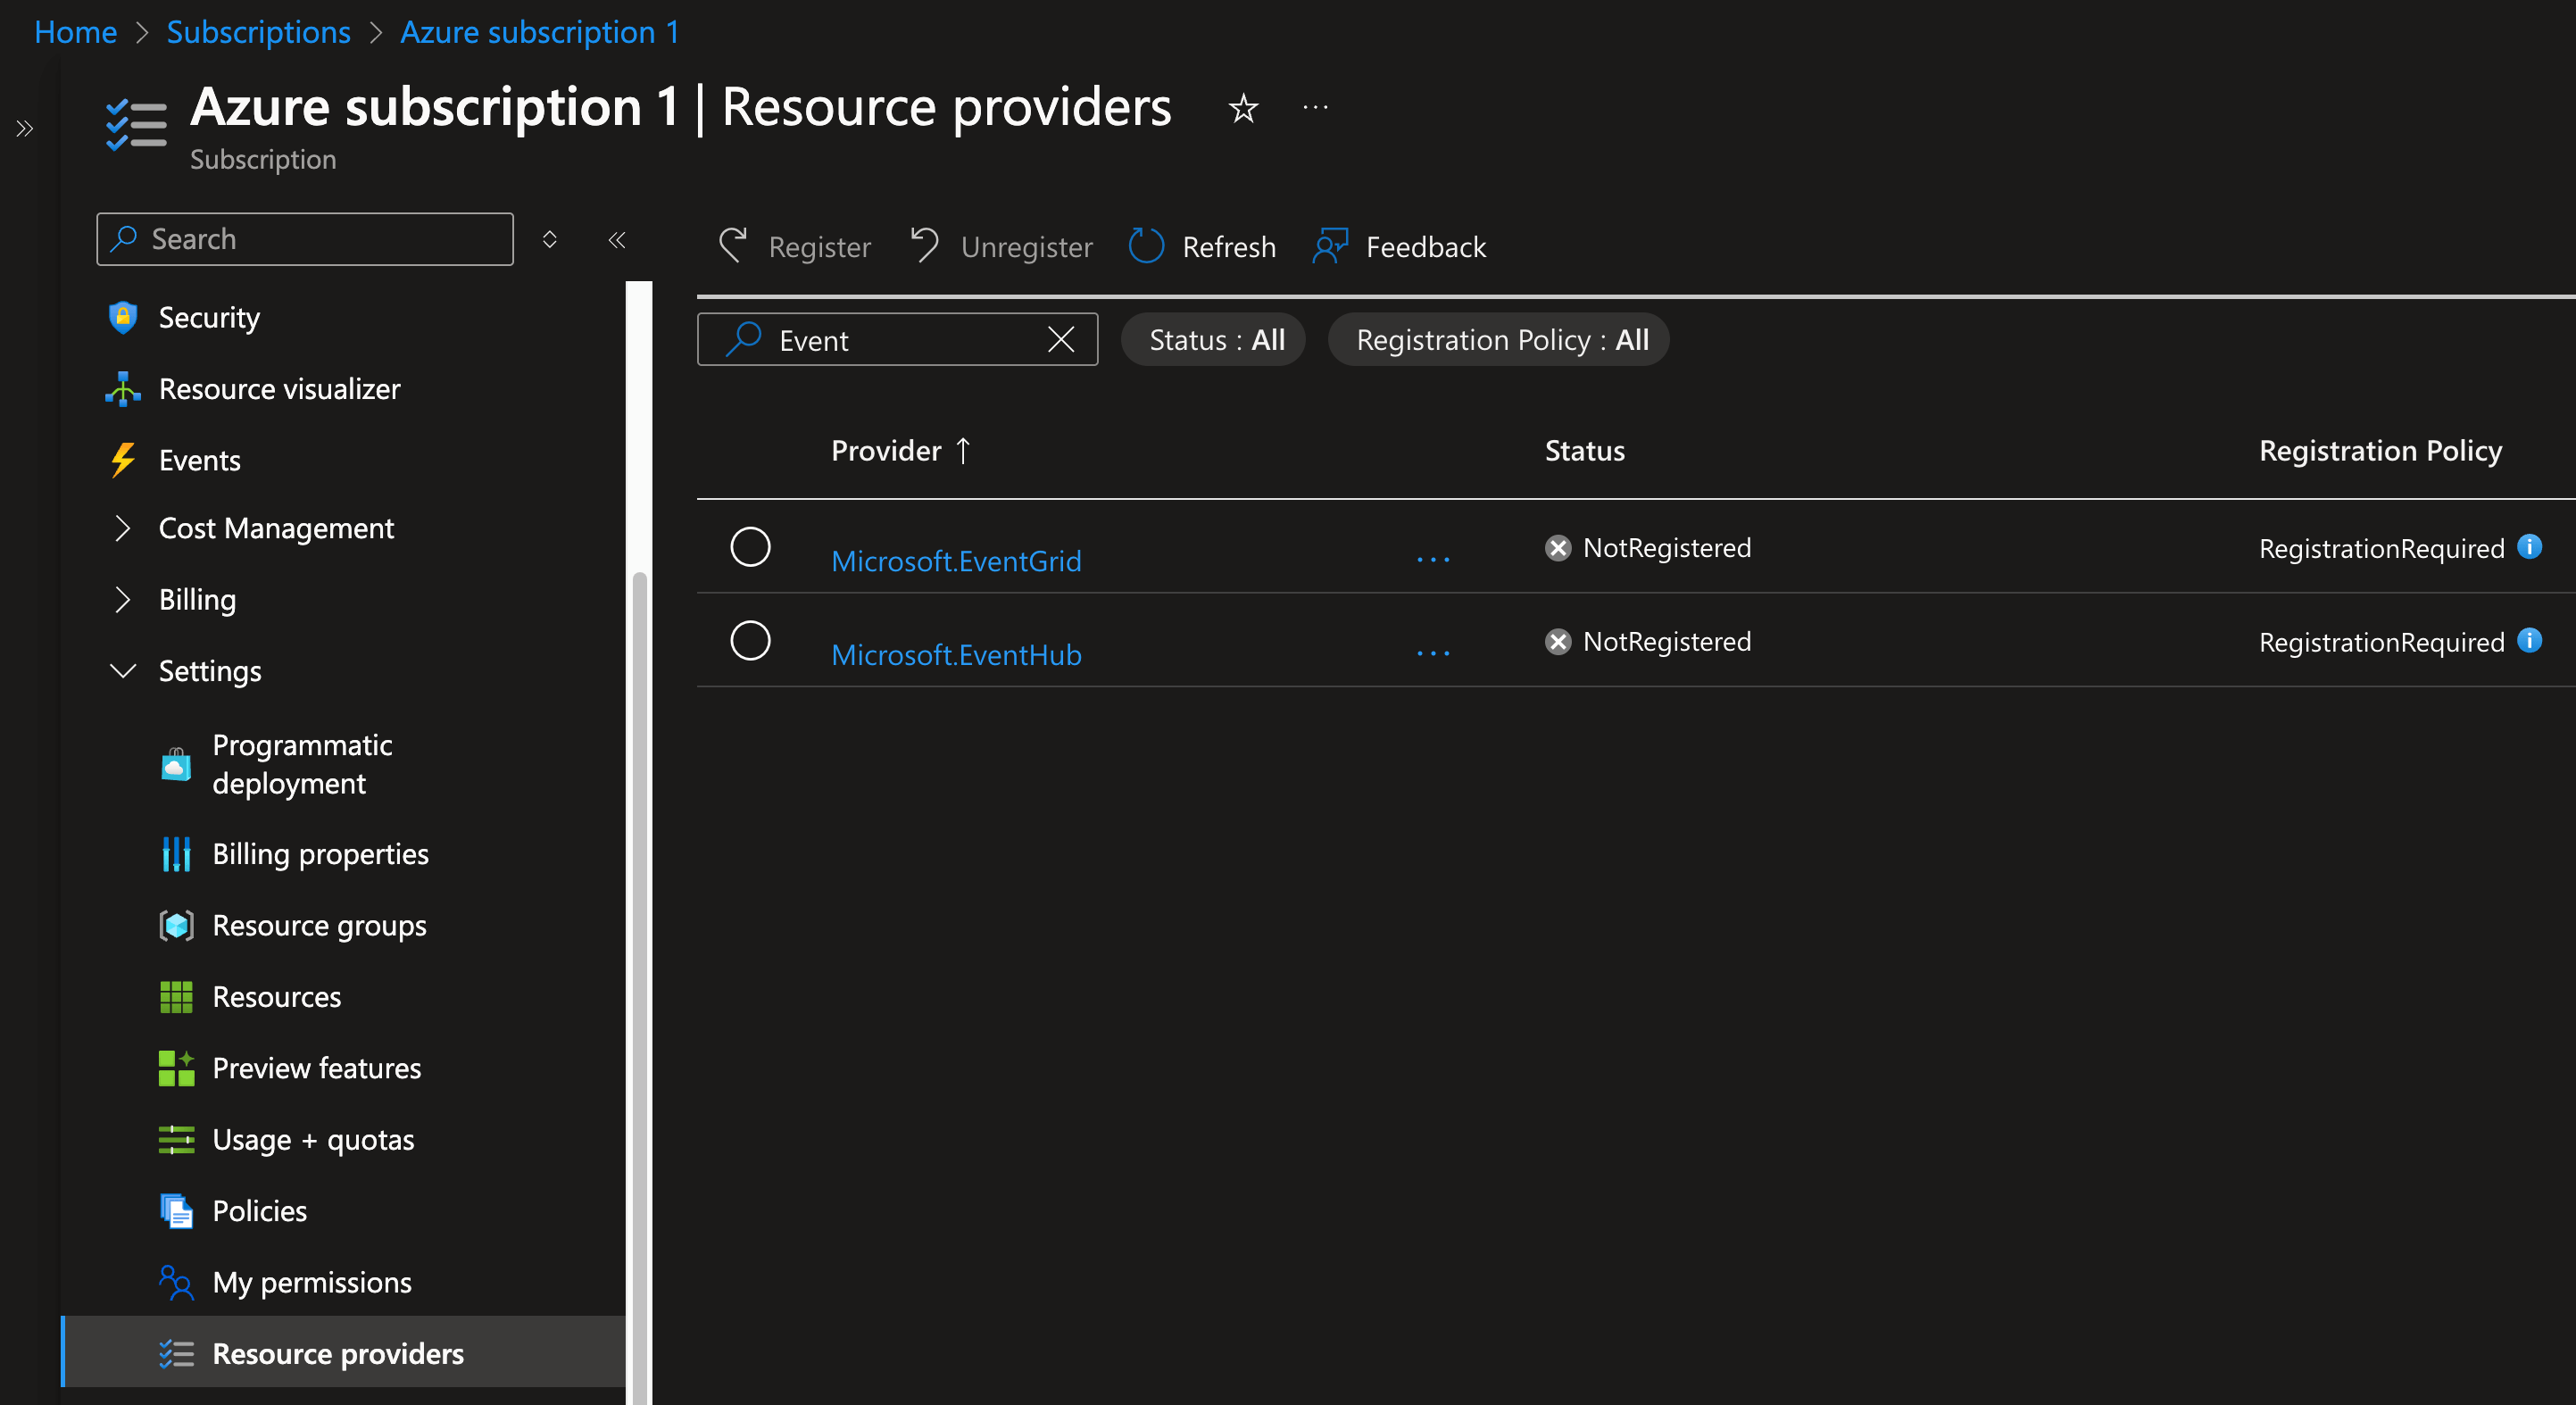 Home > Subscriptions > Azure subscription 1
Azure subscription 1 | Resource providers
Subscription
Search
Security
Resource visualizer
Events
Cost Management
Billing
Settings
Programmatic
deployment
Billing properties
Resource groups
Resources
Preview features
Usage + quotas
Policies
My permissions
Resource providers
Register Unregister Refresh Feedback
Event Status : All Registration Policy : All
Provider ↑ Status Registration Policy
Microsoft.EventGrid ... NotRegistered RegistrationRequired
Microsoft.EventHub ... NotRegistered RegistrationRequired